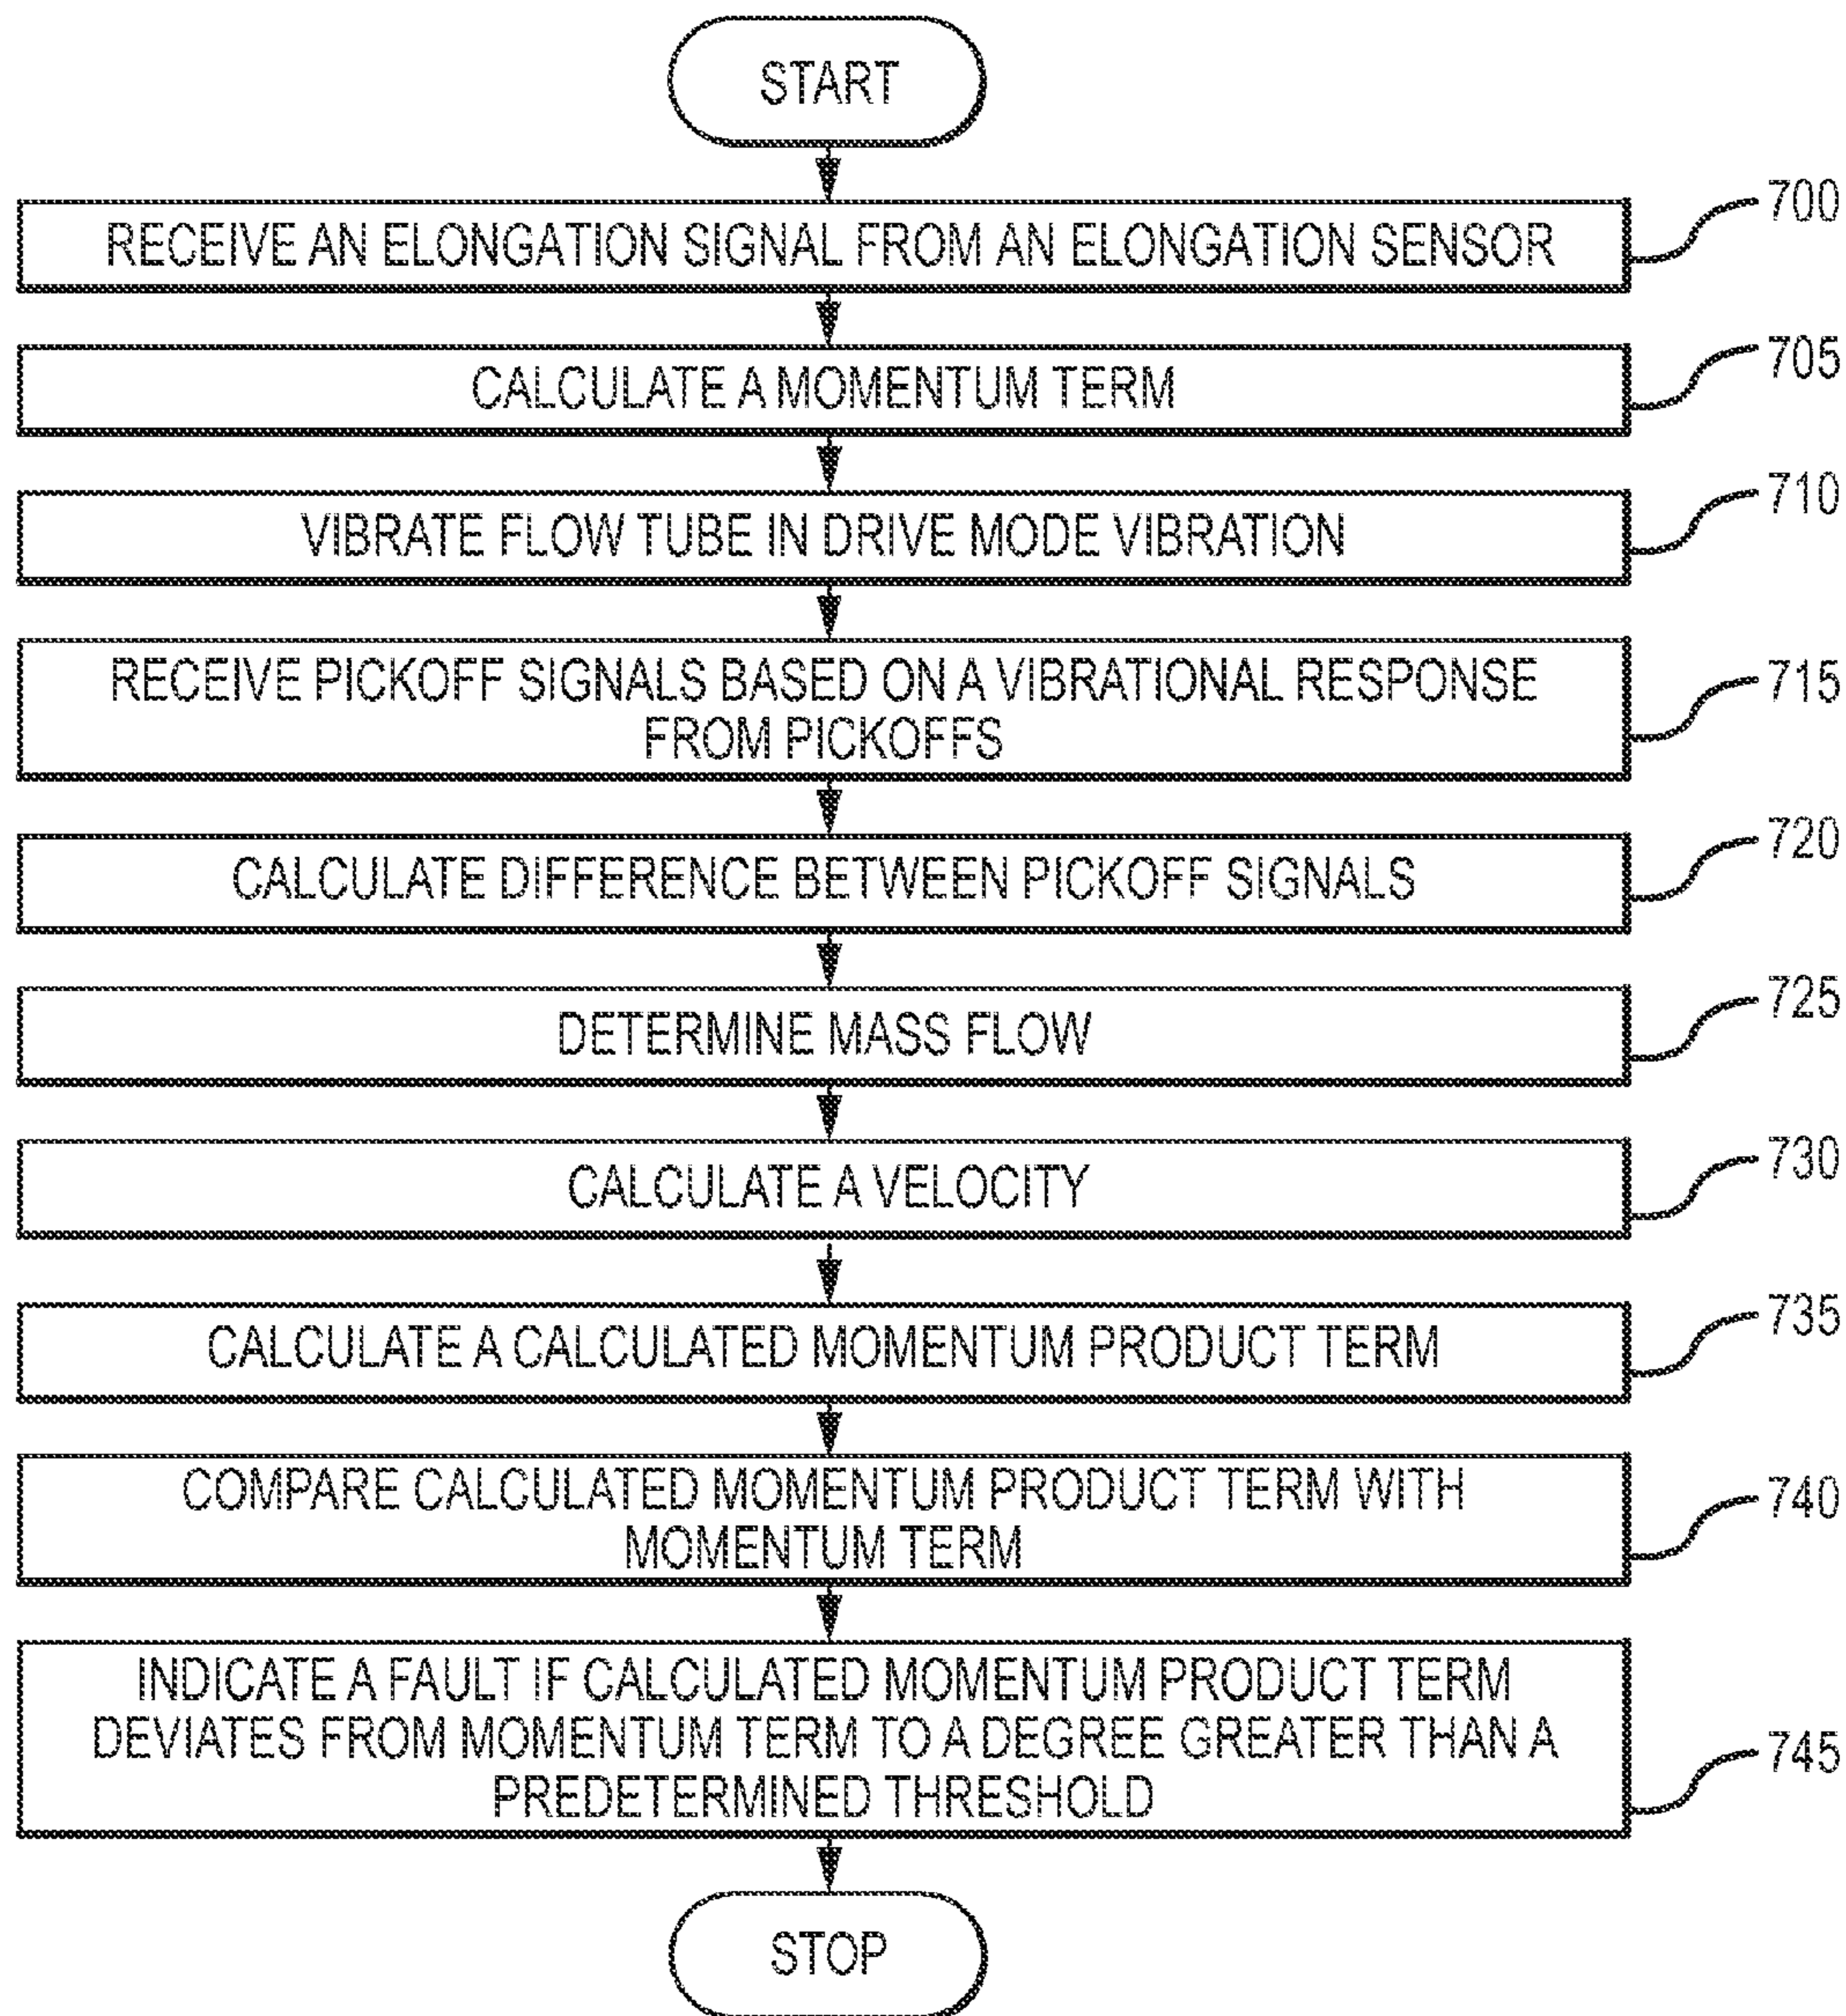 START
RECEIVE AN ELONGATION SIGNAL FROM AN ELONGATION SENSOR
700
CALCULATE A MOMENTUM TERM
705
VIBRATE FLOW TUBE IN DRIVE MODE VIBRATION
710
RECEIVE PICKOFF SIGNALS BASED ON A VIBRATIONAL RESPONSE
FROM PICKOFFS
715
CALCULATE DIFFERENCE BETWEEN PICKOFF SIGNALS
720
DETERMINE MASS FLOW
725
CALCULATE A VELOCITY
730
CALCULATE A CALCULATED MOMENTUM PRODUCT TERM
735
COMPARE CALCULATED MOMENTUM PRODUCT TERM WITH
MOMENTUM TERM
740
INDICATE A FAULT IF CALCULATED MOMENTUM PRODUCT TERM
DEVIATES FROM MOMENTUM TERM TO A DEGREE GREATER THAN A
PREDETERMINED THRESHOLD
745
STOP